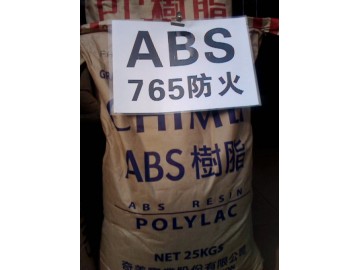 ABS
765防火
CHIMEI
ABS樹脂
ABS RESIN
POLYLAC
NET 25KGS